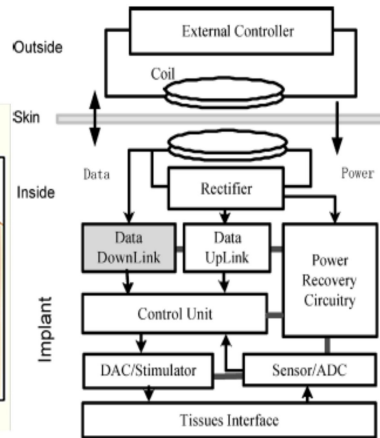 External Controller
Outside
Coil
Skin
Data
Power
Inside
Rectifier
Data
DownLink
Data
UpLink
Power
Recovery
Circuitry
Implant
Control Unit
DAC/Stimulator
Sensor/ADC
Tissues Interface